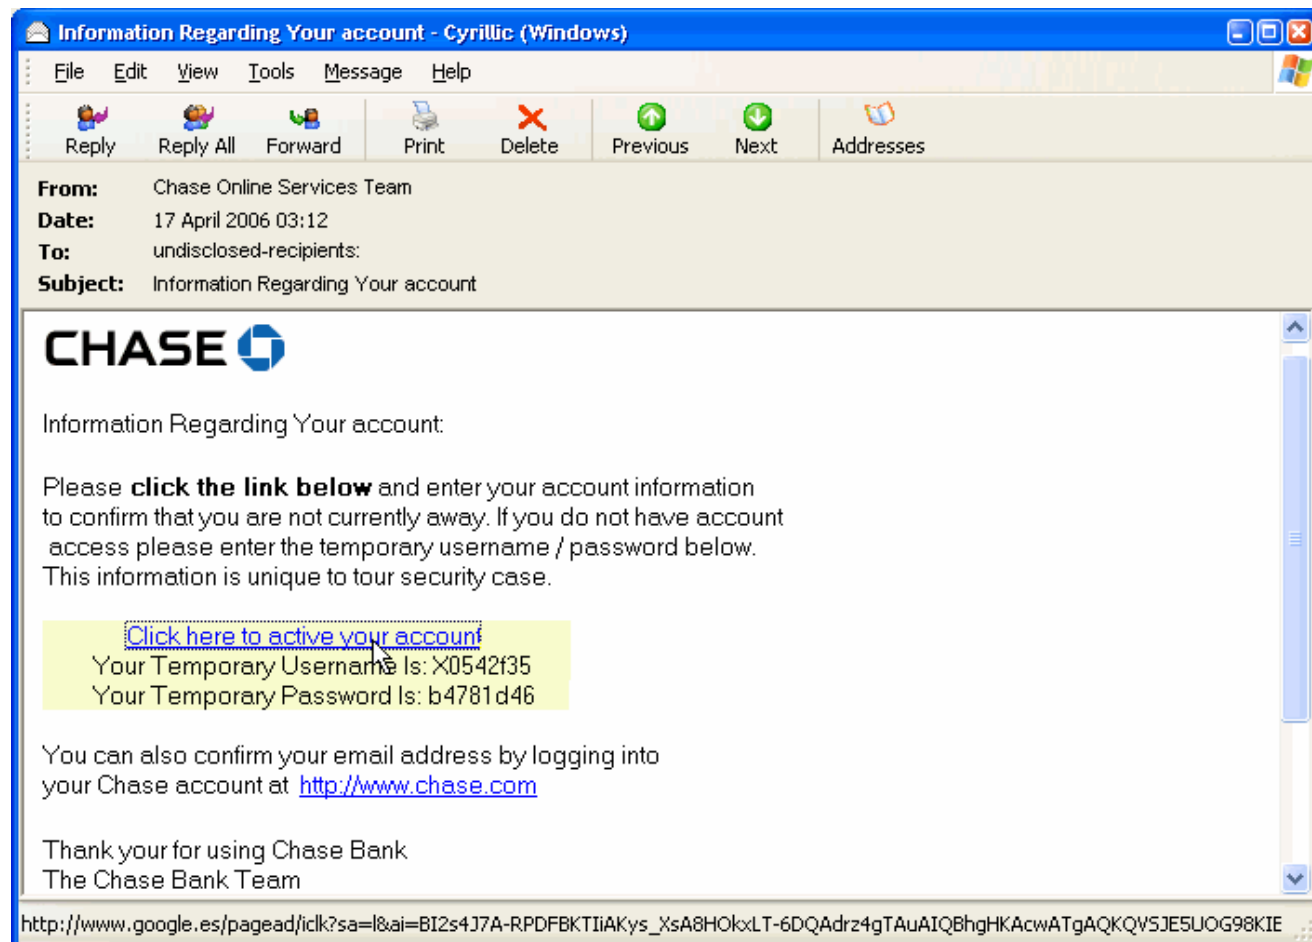 Information Regarding Your account - Cyrillic (Windows)
File Edit View Tools Message Help
Reply Reply All Forward Print Delete Previous Next Addresses
From: Chase Online Services Team
Date: 17 April 2006 03:12
To: undisclosed-recipients:
Subject: Information Regarding Your account
CHASE
Information Regarding Your account:
Please click the link below and enter your account information
to confirm that you are not currently away. If you do not have account
access please enter the temporary username / password below.
This information is unique to tour security case.
Click here to active your account
Your Temporary Username Is: X0542f35
Your Temporary Password Is: b4781d46
You can also confirm your email address by logging into
your Chase account at http://www.chase.com
Thank your for using Chase Bank
The Chase Bank Team
http://www.google.es/pagead/iclk?sa=l&ai=BI2s4J7A-RPDFBKTIiAKys_XsA8HOkxLT-6DQAdrz4gTAuAIQBhgHKAcwATgAQKQV5JE5UOG98KIE